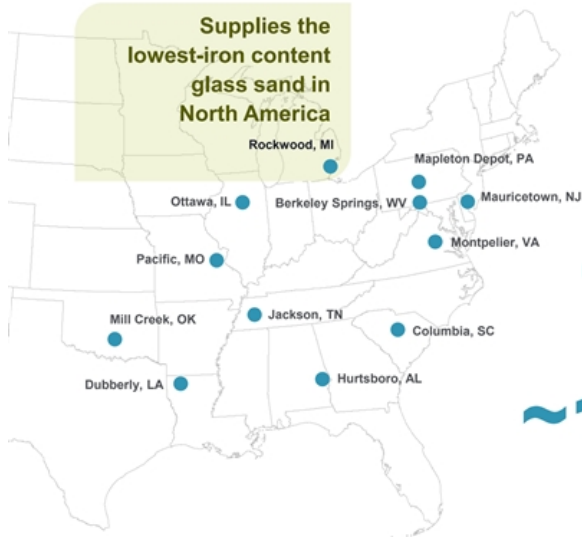 Supplies the
lowest-iron content
glass sand in
North America
Rockwood, MI
Mapleton Depot, PA
Ottawa, IL
Berkeley Springs, WV
Mauricetown, NJ
Montpelier, VA
Pacific, MO
Mill Creek, OK
Jackson, TN
Columbia, SC
Dubberly, LA
Hurtsboro, AL